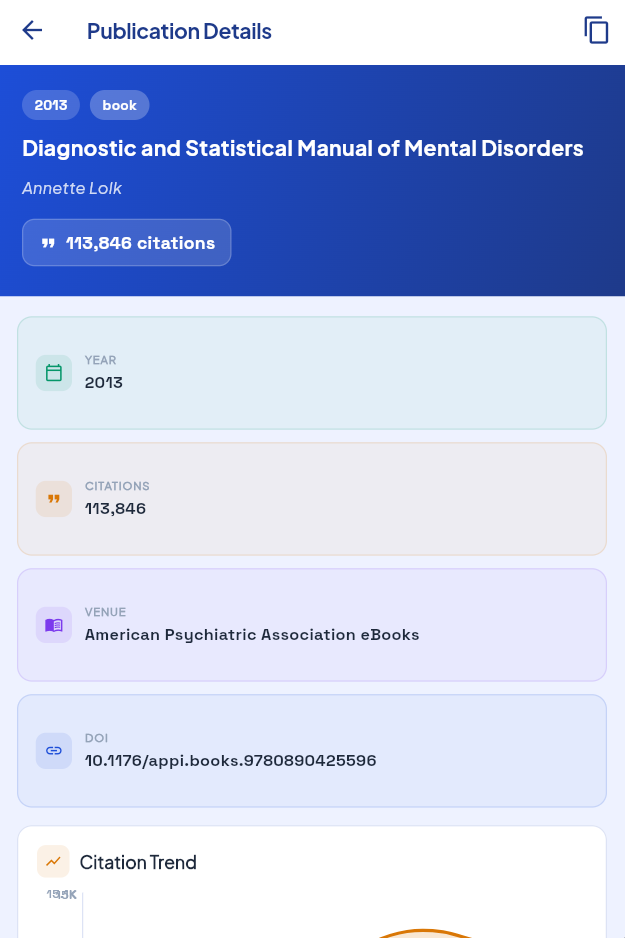 Publication Details
2013 book
Diagnostic and Statistical Manual of Mental Disorders
Annette Lolk
113,846 citations
YEAR
2013
CITATIONS
113,846
VENUE
American Psychiatric Association eBooks
DOI
10.1176/appi.books.9780890425596
Citation Trend